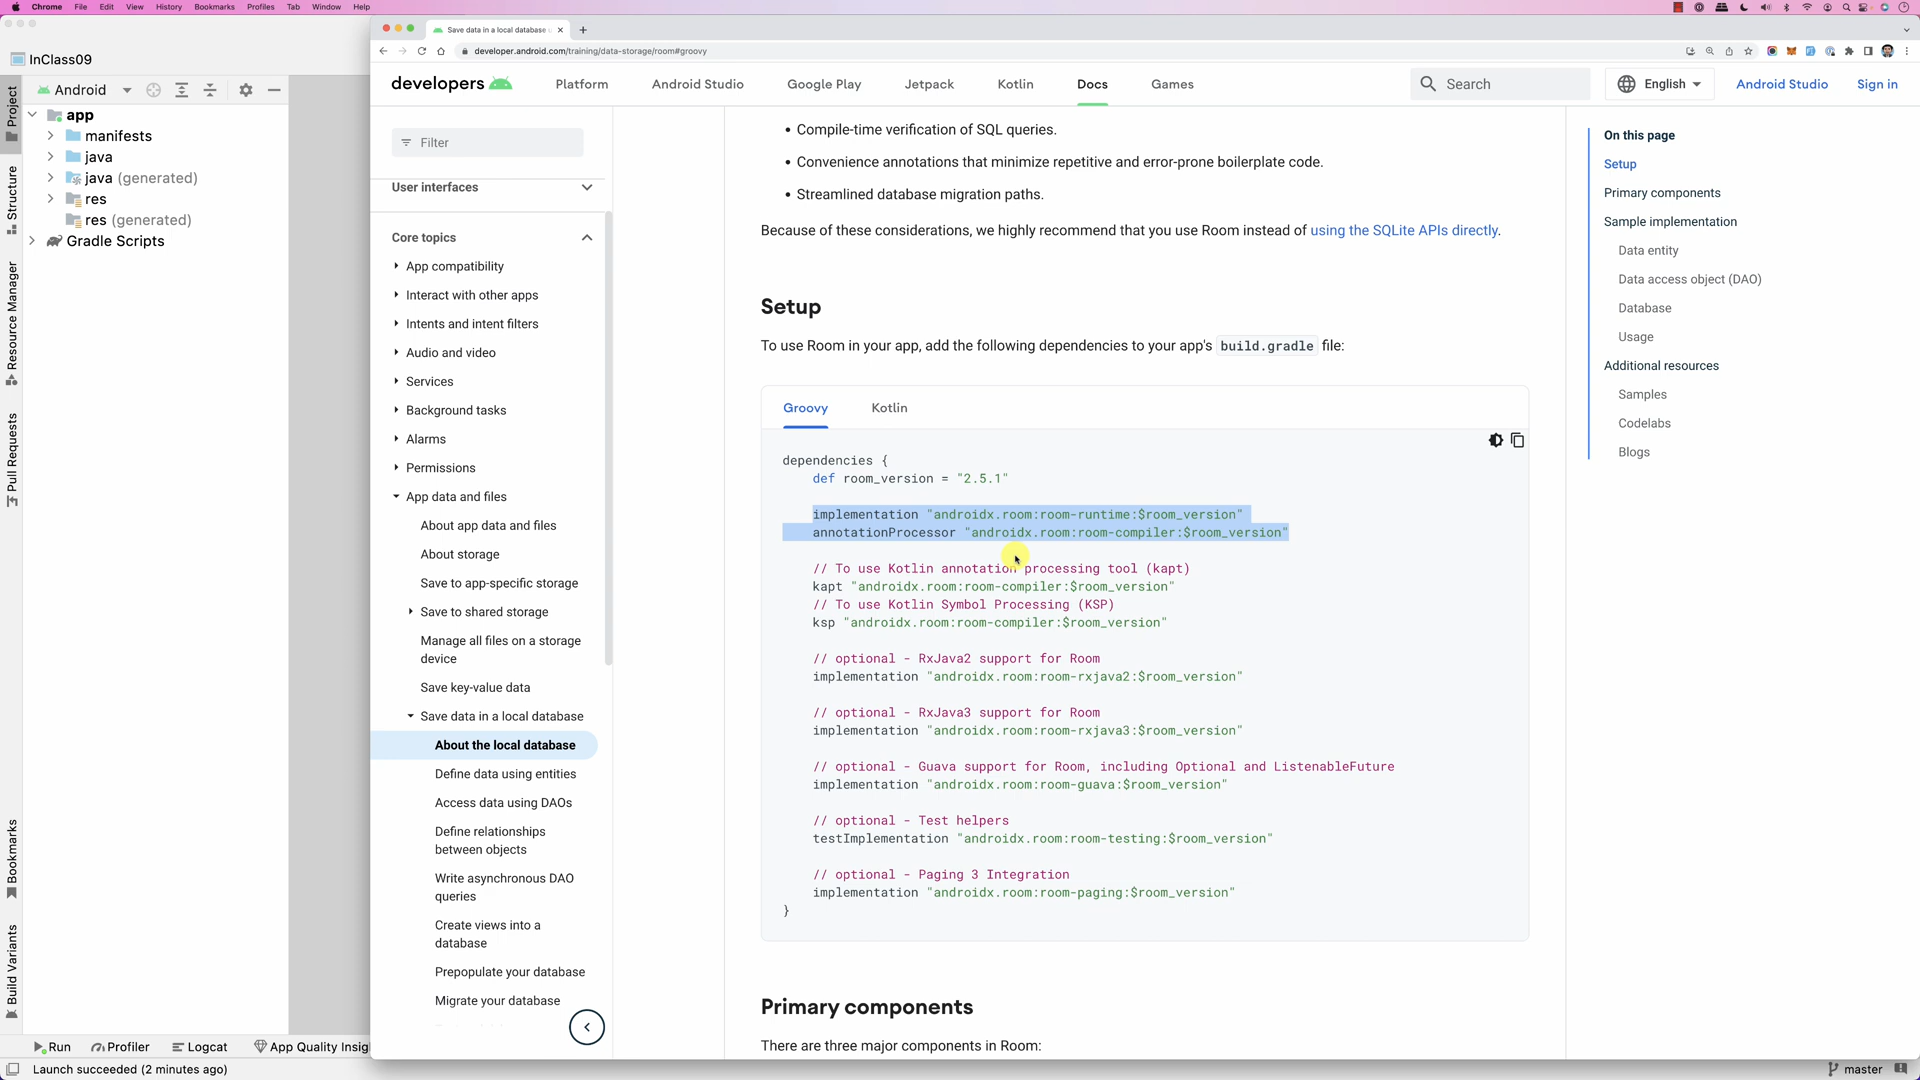 Chrome File Edit View History Bookmarks Profiles Tab Window Help
InClass09
Project
Structure
Resource Manager
Pull Requests
Bookmarks
Build Variants
Android
app
manifests
java
java (generated)
res
res (generated)
Gradle Scripts
Run Profiler Logcat App Quality Insig
Launch succeeded (2 minutes ago)
master
Save data in a local database
developer.android.com/training/data-storage/room#groovy
developers Platform Android Studio Google Play Jetpack Kotlin Docs Games Search English Android Studio Sign in
Filter
User interfaces
Core topics
App compatibility
Interact with other apps
Intents and intent filters
Audio and video
Services
Background tasks
Alarms
Permissions
App data and files
About app data and files
About storage
Save to app-specific storage
Save to shared storage
Manage all files on a storage
device
Save key-value data
Save data in a local database
About the local database
Define data using entities
Access data using DAOs
Define relationships
between objects
Write asynchronous DAO
queries
Create views into a
database
Prepopulate your database
Migrate your database
• Compile-time verification of SQL queries.
• Convenience annotations that minimize repetitive and error-prone boilerplate code.
• Streamlined database migration paths.
Because of these considerations, we highly recommend that you use Room instead of using the SQLite APIs directly.
Setup
To use Room in your app, add the following dependencies to your app's build.gradle file:
Groovy Kotlin
dependencies {
def room_version = "2.5.1"
implementation "androidx.room:room-runtime:$room_version"
annotationProcessor "androidx.room:room-compiler:$room_version"
// To use Kotlin annotation processing tool (kapt)
kapt "androidx.room:room-compiler:$room_version"
// To use Kotlin Symbol Processing (KSP)
ksp "androidx.room:room-compiler:$room_version"
// optional - RxJava2 support for Room
implementation "androidx.room:room-rxjava2:$room_version"
// optional - RxJava3 support for Room
implementation "androidx.room:room-rxjava3:$room_version"
// optional - Guava support for Room, including Optional and ListenableFuture
implementation "androidx.room:room-guava:$room_version"
// optional - Test helpers
testImplementation "androidx.room:room-testing:$room_version"
// optional - Paging 3 Integration
implementation "androidx.room:room-paging:$room_version"
}
Primary components
There are three major components in Room:
On this page
Setup
Primary components
Sample implementation
Data entity
Data access object (DAO)
Database
Usage
Additional resources
Samples
Codelabs
Blogs